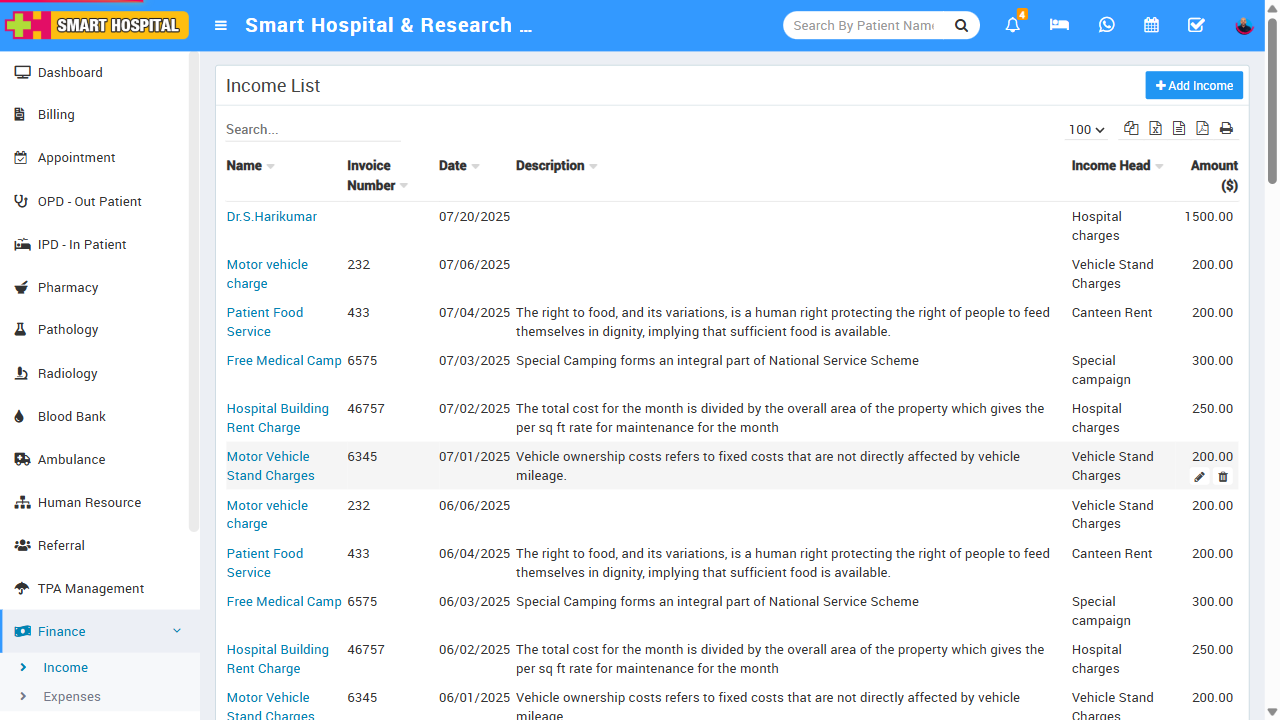 SMART HOSPITAL
Smart Hospital & Research ...
Search By Patient Name
4
Dashboard
Billing
Appointment
OPD - Out Patient
IPD - In Patient
Pharmacy
Pathology
Radiology
Blood Bank
Ambulance
Human Resource
Referral
TPA Management
Finance
Income
Expenses
Income List
Add Income
Search...
100
Name
Invoice Number
Date
Description
Income Head
Amount ($)
Dr.S.Harikumar 07/20/2025 Hospital 1500.00
charges
Motor vehicle 232 07/06/2025 Vehicle Stand 200.00
charge Charges
Patient Food 433 07/04/2025 The right to food, and its variations, is a human right protecting the right of people to feed Canteen Rent 200.00
Service themselves in dignity, implying that sufficient food is available.
Free Medical Camp 6575 07/03/2025 Special Camping forms an integral part of National Service Scheme Special 300.00
campaign
Hospital Building 46757 07/02/2025 The total cost for the month is divided by the overall area of the property which gives the Hospital 250.00
Rent Charge per sq ft rate for maintenance for the month charges
Motor Vehicle 6345 07/01/2025 Vehicle ownership costs refers to fixed costs that are not directly affected by vehicle Vehicle Stand 200.00
Stand Charges mileage. Charges
Motor vehicle 232 06/06/2025 Vehicle Stand 200.00
charge Charges
Patient Food 433 06/04/2025 The right to food, and its variations, is a human right protecting the right of people to feed Canteen Rent 200.00
Service themselves in dignity, implying that sufficient food is available.
Free Medical Camp 6575 06/03/2025 Special Camping forms an integral part of National Service Scheme Special 300.00
campaign
Hospital Building 46757 06/02/2025 The total cost for the month is divided by the overall area of the property which gives the Hospital 250.00
Rent Charge per sq ft rate for maintenance for the month charges
Motor Vehicle 6345 06/01/2025 Vehicle ownership costs refers to fixed costs that are not directly affected by vehicle Vehicle Stand 200.00
Stand Charges mileage Charges